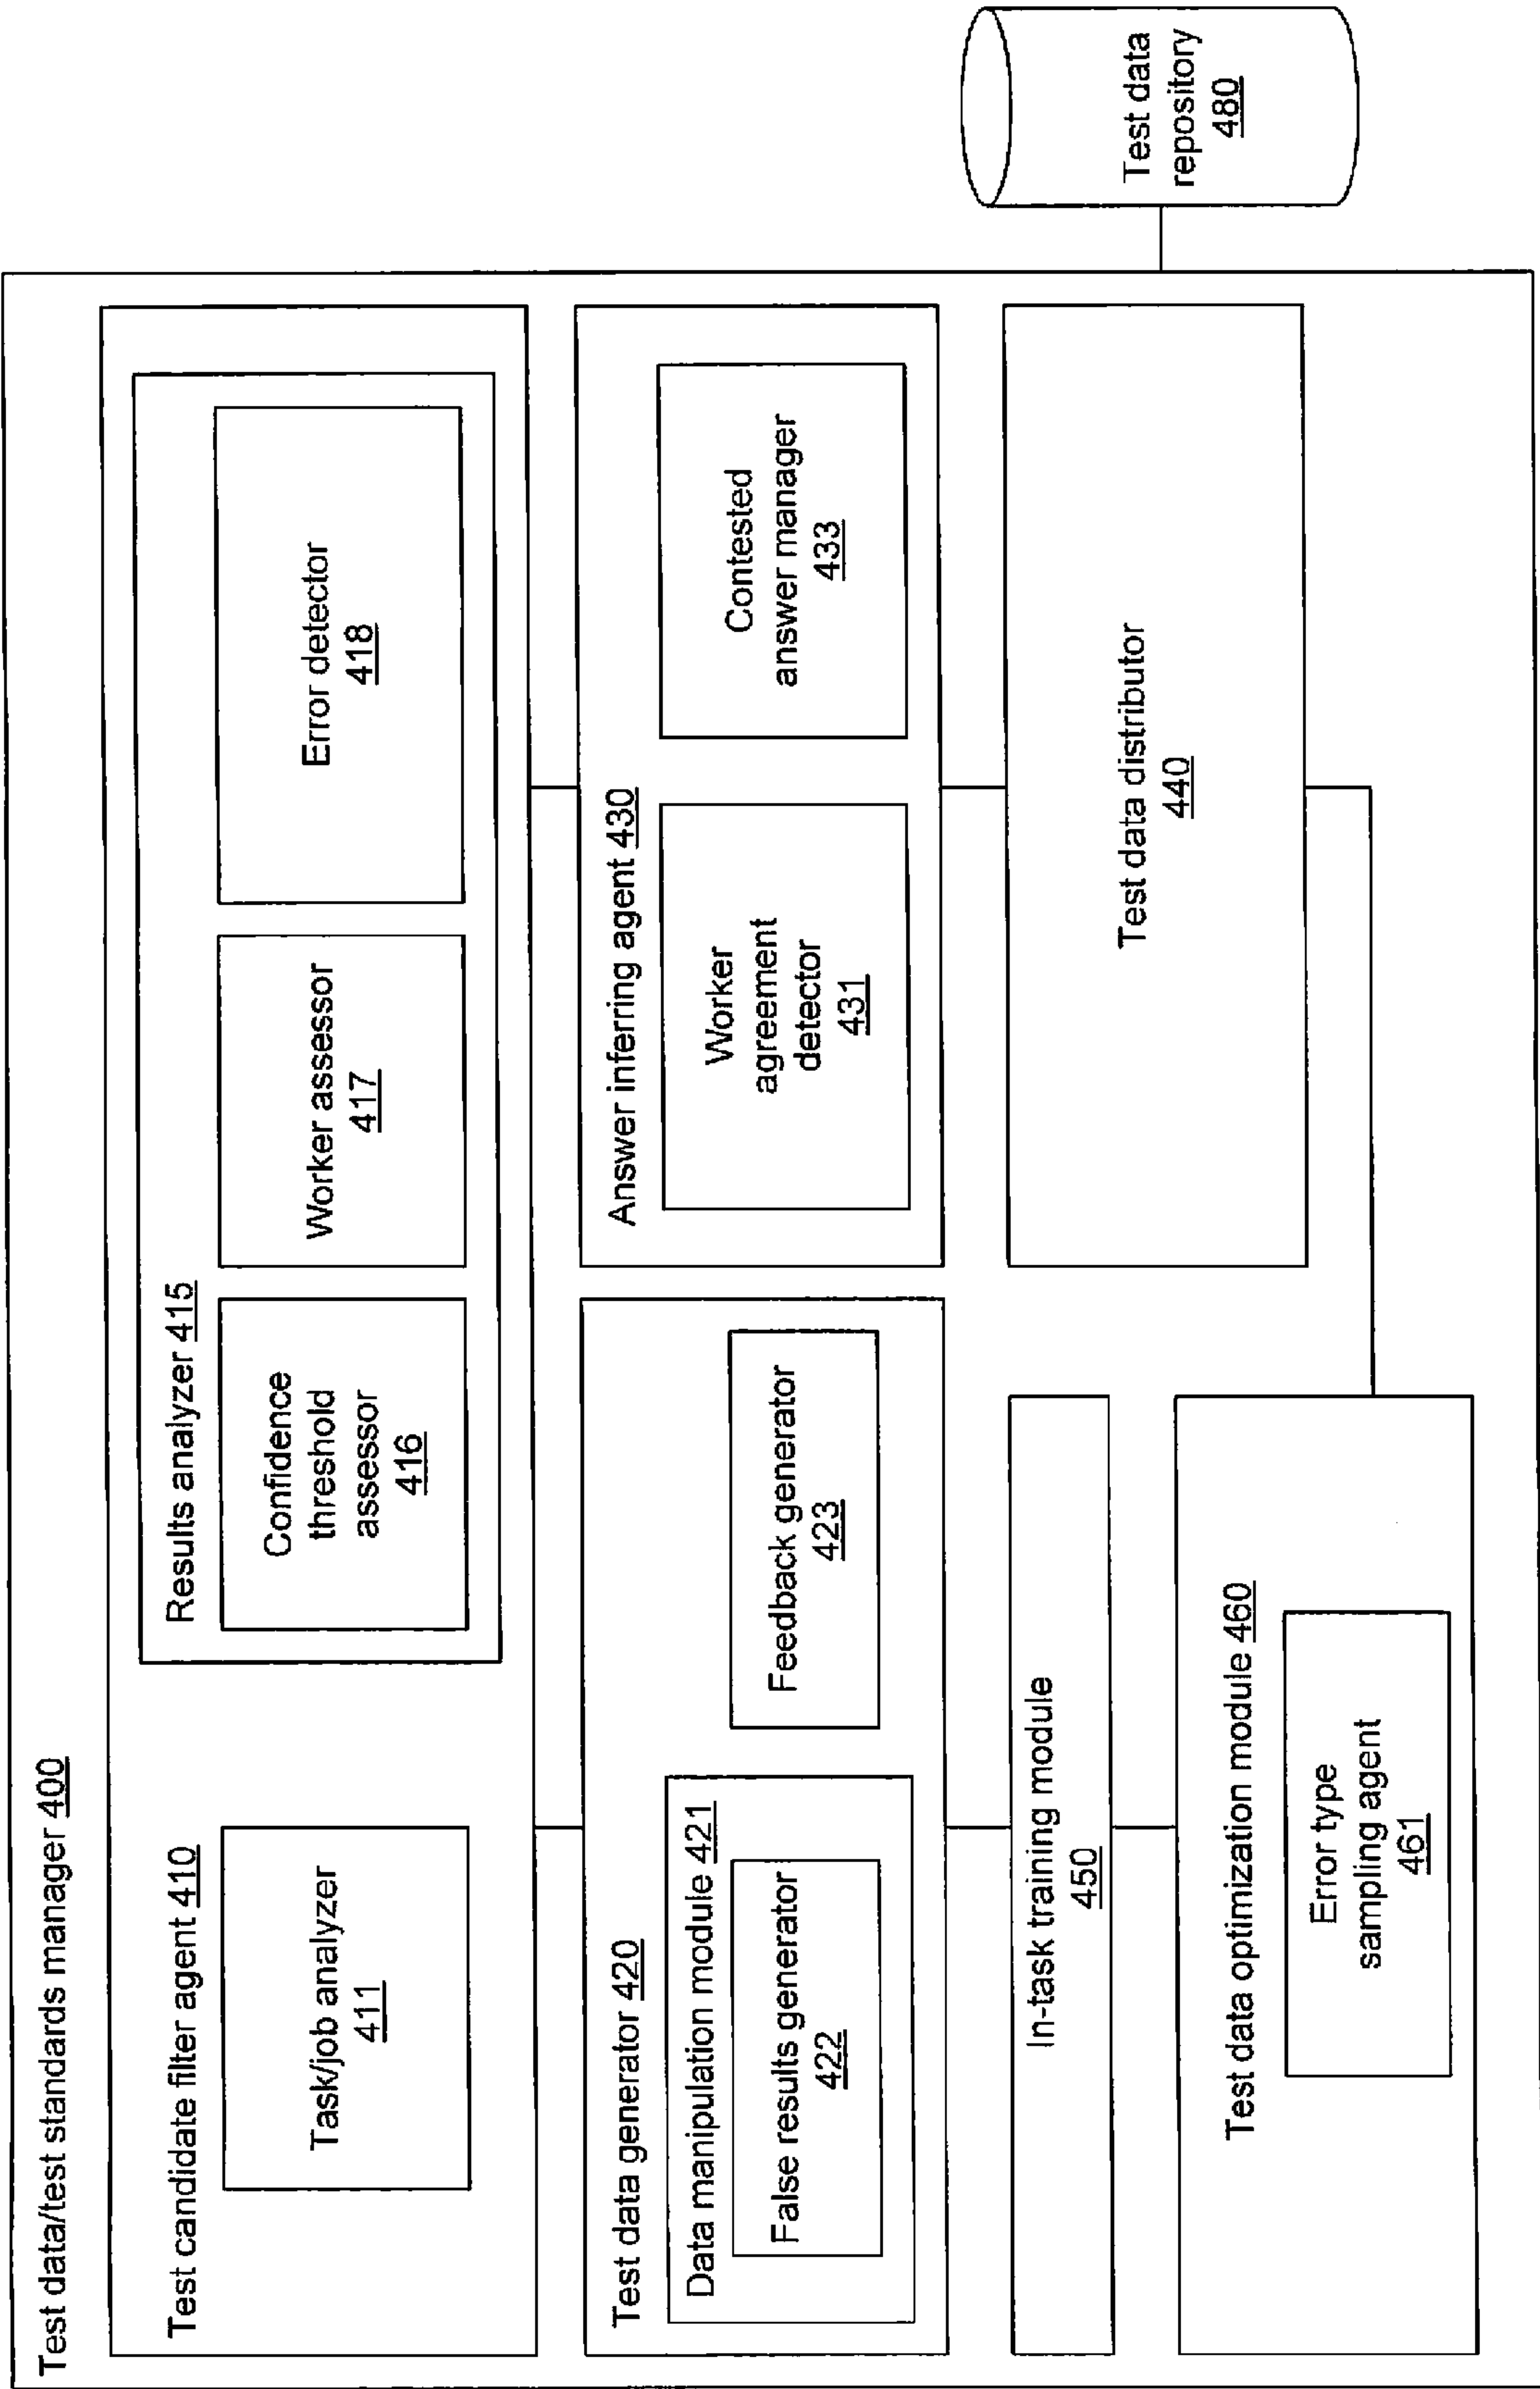 Test data/test standards manager 400
Test candidate filter agent 410
Task/job analyzer
411
Results analyzer 415
Confidence
threshold
assessor
416
Worker assessor
417
Error detector
418
Test data generator 420
Data manipulation module 421
False results generator
422
Feedback generator
423
Answer inferring agent 430
Worker
agreement
detector
431
Contested
answer manager
433
In-task training module
450
Test data distributor
440
Test data optimization module 460
Error type
sampling agent
461
Test data
repository
480